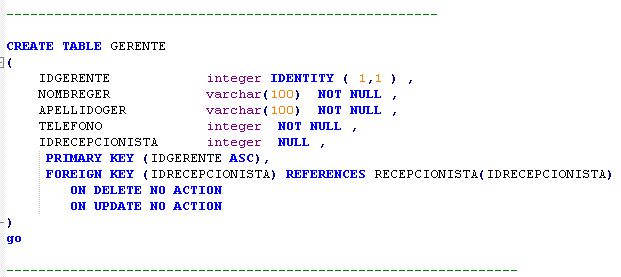 ------------------------------------------------------
CREATE TABLE GERENTE
(
IDGERENTE integer IDENTITY ( 1,1 ) ,
NOMBREGER varchar(100) NOT NULL ,
APELLIDOGER varchar(100) NOT NULL ,
TELEFONO integer NOT NULL ,
IDRECEPCIONISTA integer NULL ,
PRIMARY KEY (IDGERENTE ASC),
FOREIGN KEY (IDRECEPCIONISTA) REFERENCES RECEPCIONISTA(IDRECEPCIONISTA)
ON DELETE NO ACTION
ON UPDATE NO ACTION
)
go
----------------------------------------------------------------